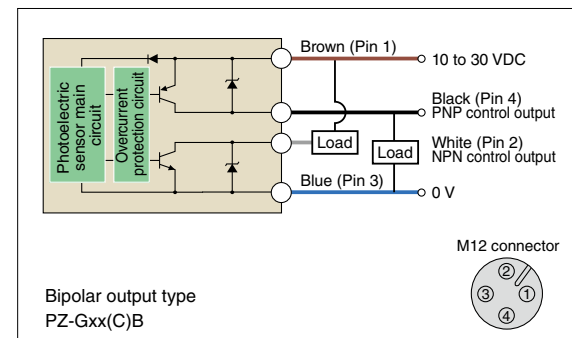 Photoelectric
sensor main
circuit
Overcurrent
protection circuit
Brown (Pin 1)
10 to 30 VDC
Black (Pin 4)
PNP control output
Load
Load
White (Pin 2)
NPN control output
Blue (Pin 3)
0 V
M12 connector
2
3
1
4
Bipolar output type
PZ-Gxx(C)B